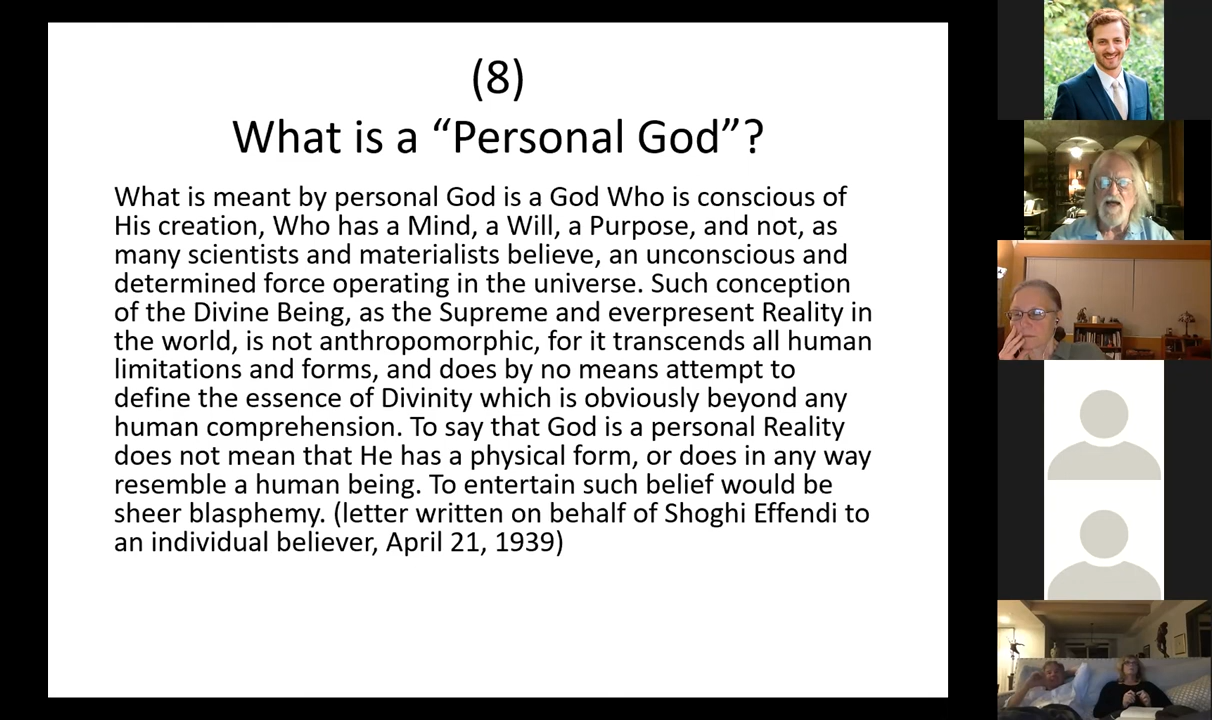 (8)
What is a “Personal God”?
What is meant by personal God is a God Who is conscious of
His creation, Who has a Mind, a Will, a Purpose, and not, as
many scientists and materialists believe, an unconscious and
determined force operating in the universe. Such conception
of the Divine Being, as the Supreme and everpresent Reality in
the world, is not anthropomorphic, for it transcends all human
limitations and forms, and does by no means attempt to
define the essence of Divinity which is obviously beyond any
human comprehension. To say that God is a personal Reality
does not mean that He has a physical form, or does in any way
resemble a human being. To entertain such belief would be
sheer blasphemy. (letter written on behalf of Shoghi Effendi to
an individual believer, April 21, 1939)